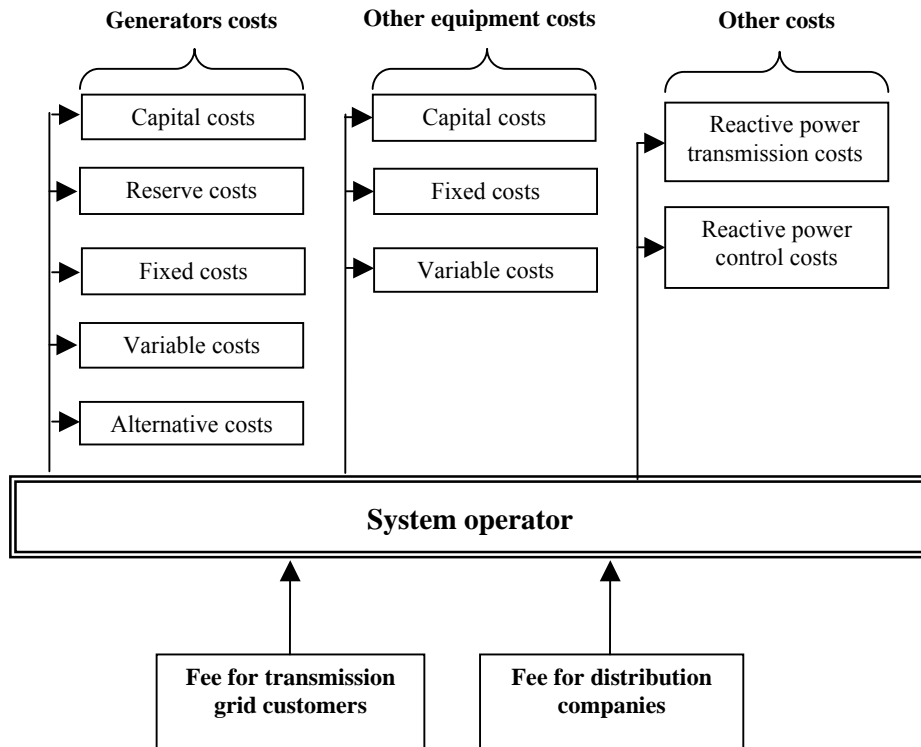 Generators costs
Capital costs
Reserve costs
Fixed costs
Variable costs
Alternative costs
Other equipment costs
Capital costs
Fixed costs
Variable costs
Other costs
Reactive power
transmission costs
Reactive power
control costs
System operator
Fee for transmission
grid customers
Fee for distribution
companies